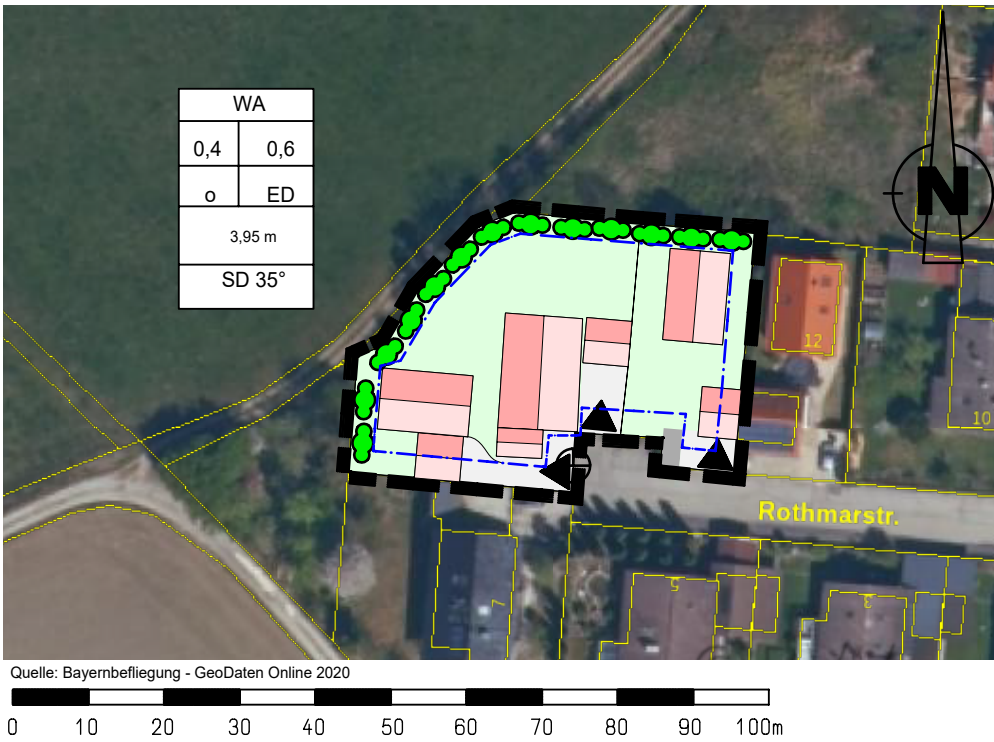 WA
0,4 0,6
o ED
3,95 m
SD 35°
N
12
10
Rothmarstr.
7
5
3
Quelle: Bayernbefliegung - GeoDaten Online 2020
0 10 20 30 40 50 60 70 80 90 100m